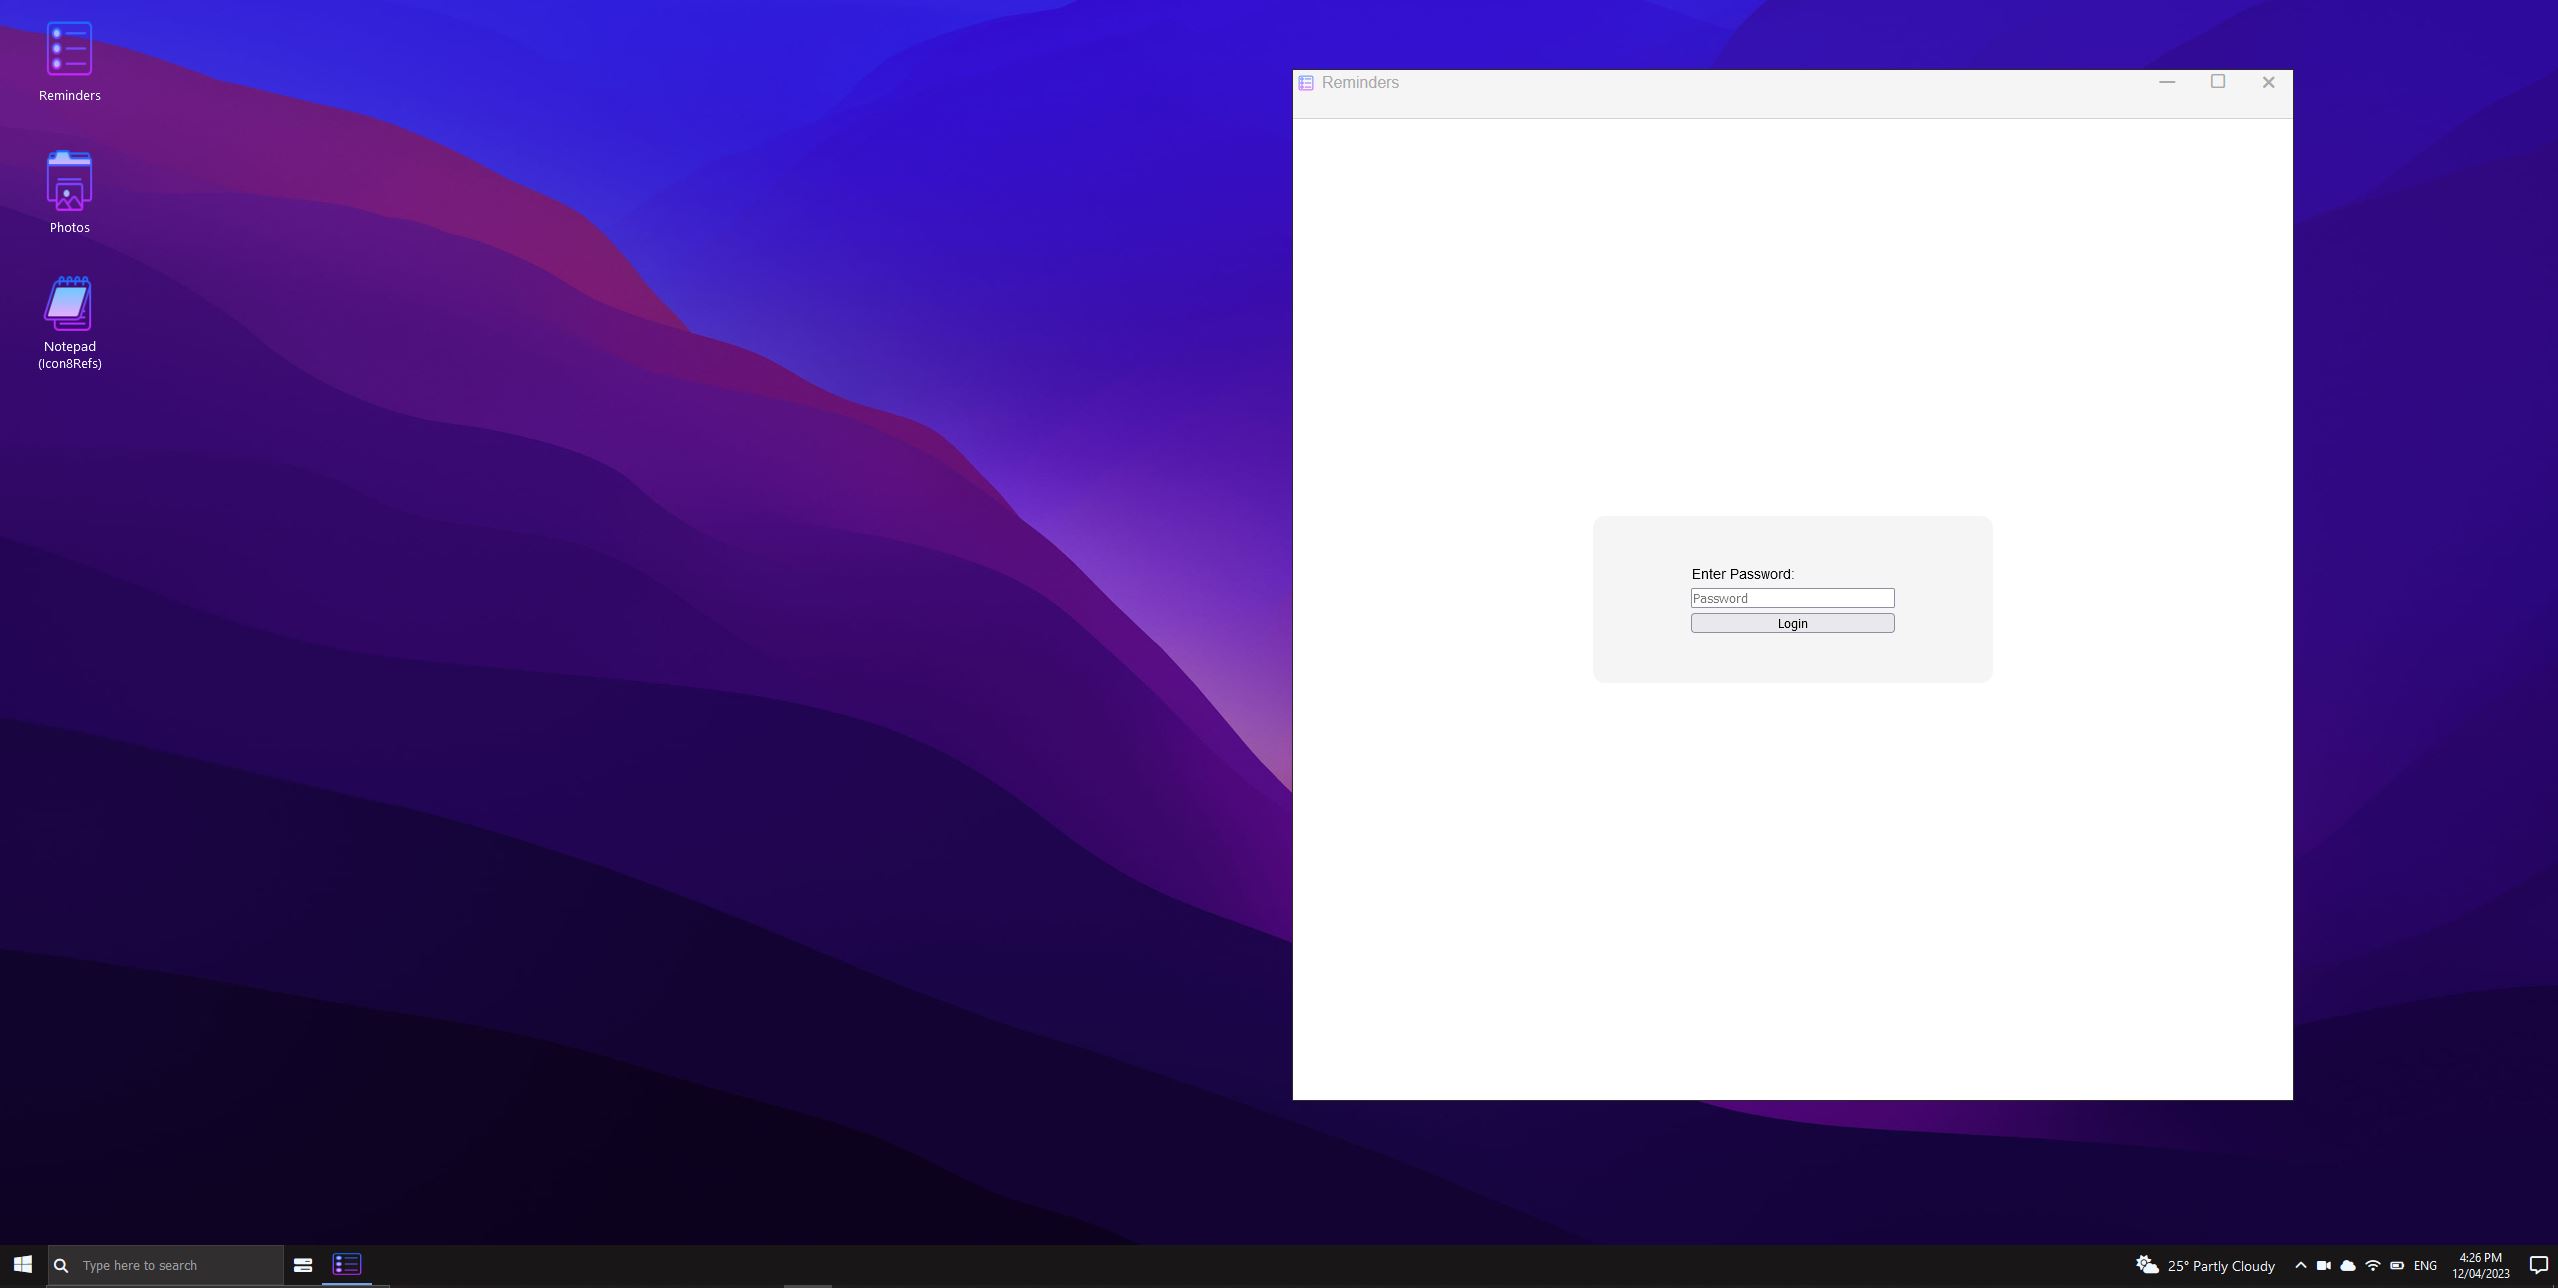 Reminders
Photos
Notepad
(Icon8Refs)
Reminders
Enter Password:
Password
Login
Type here to search
25° Partly Cloudy
ENG
4:26 PM
12/04/2023